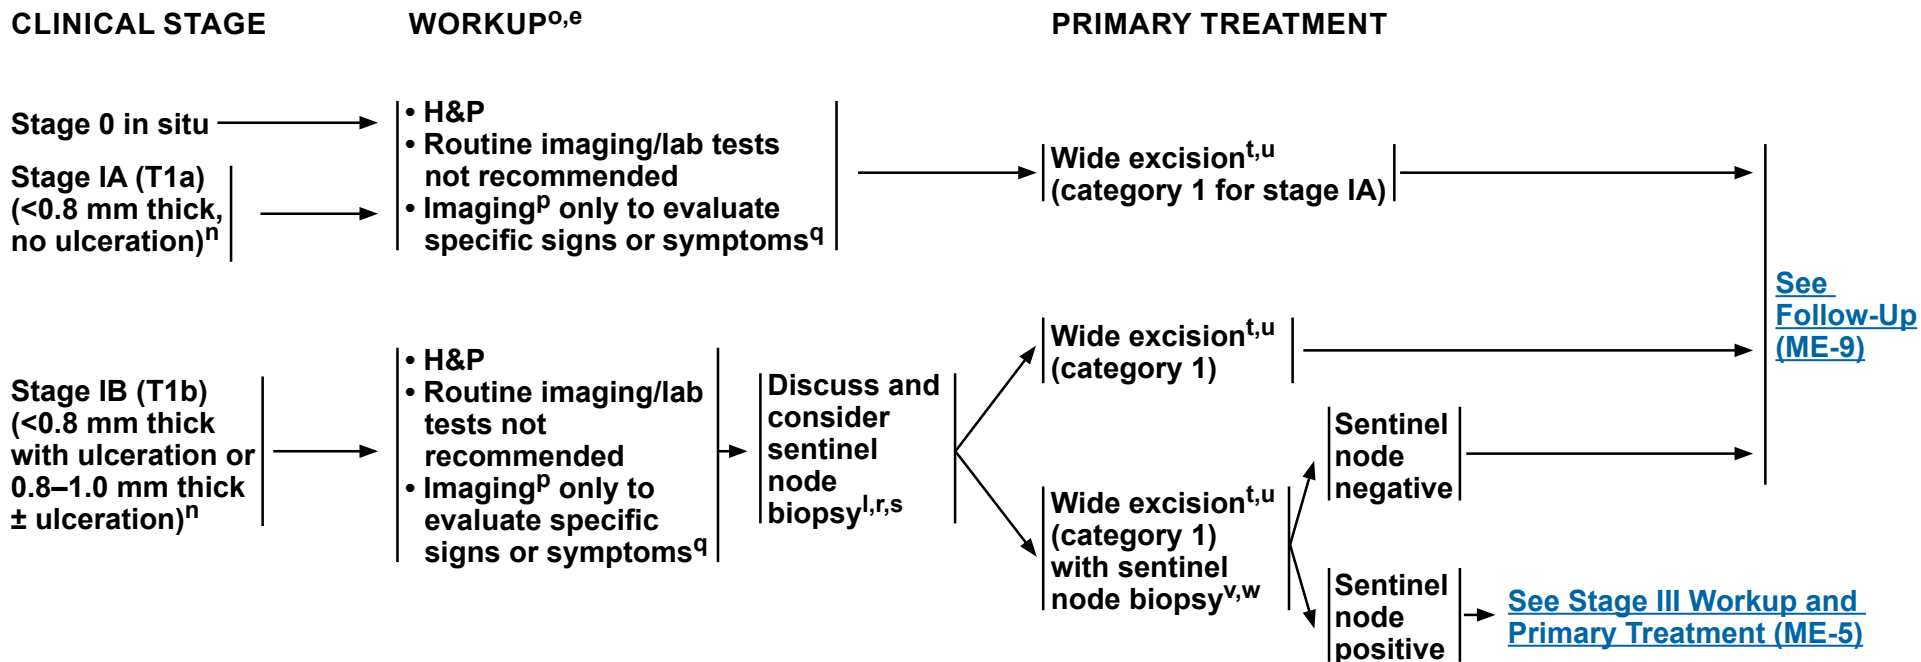 CLINICAL STAGE
WORKUPo,e
PRIMARY TREATMENT
Stage 0 in situ
Stage IA (T1a)
(<0.8 mm thick,
no ulceration)n
• H&P
• Routine imaging/lab tests
not recommended
• Imagingp only to evaluate
specific signs or symptomsq
Wide excisiont,u
(category 1 for stage IA)
See
Follow-Up
(ME-9)
Stage IB (T1b)
(<0.8 mm thick
with ulceration or
0.8–1.0 mm thick
± ulceration)n
• H&P
• Routine imaging/lab
tests not
recommended
• Imagingp only to
evaluate specific
signs or symptomsq
Discuss and
consider
sentinel
node
biopsyl,r,s
Wide excisiont,u
(category 1)
Wide excisiont,u
(category 1)
with sentinel
node biopsyv,w
Sentinel
node
negative
Sentinel
node
positive
See Stage III Workup and
Primary Treatment (ME-5)